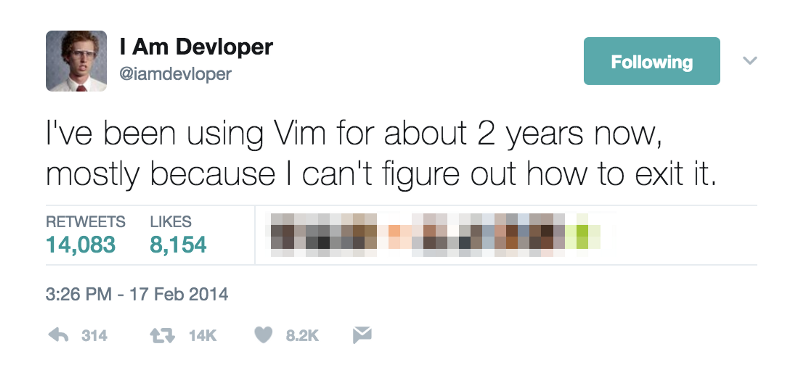 I Am Devloper
@iamdevloper
Following
I've been using Vim for about 2 years now,
mostly because I can't figure out how to exit it.
RETWEETS LIKES
14,083 8,154
3:26 PM - 17 Feb 2014
314 14K 8.2K